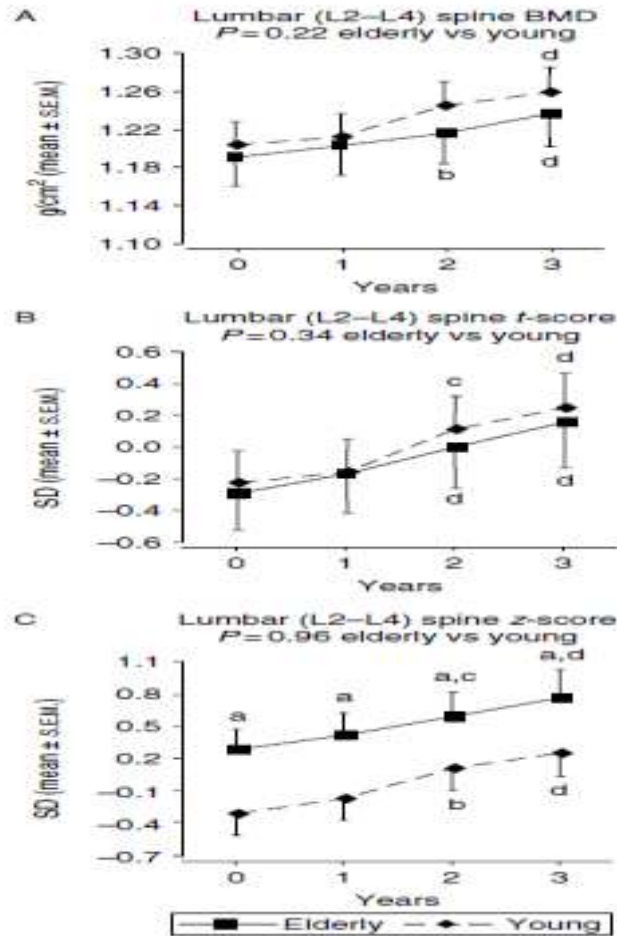 A Lumbar (L2–L4) spine BMD
P=0.22 elderly vs young
g/cm² (mean ± S.E.M.)
1.30
1.26
1.22
1.18
1.14
1.10
d
b
d
0 1 2 3
Years
B Lumbar (L2–L4) spine t-score
P=0.34 elderly vs young
SD (mean ± S.E.M.)
0.6
0.4
0.2
0.0
−0.2
−0.4
−0.6
c
d
d
d
0 1 2 3
Years
C Lumbar (L2–L4) spine z-score
P=0.96 elderly vs young
SD (mean ± S.E.M.)
1.1
0.8
0.5
0.2
−0.1
−0.4
−0.7
a
a
a,c
a,d
b
d
0 1 2 3
Years
Elderly Young